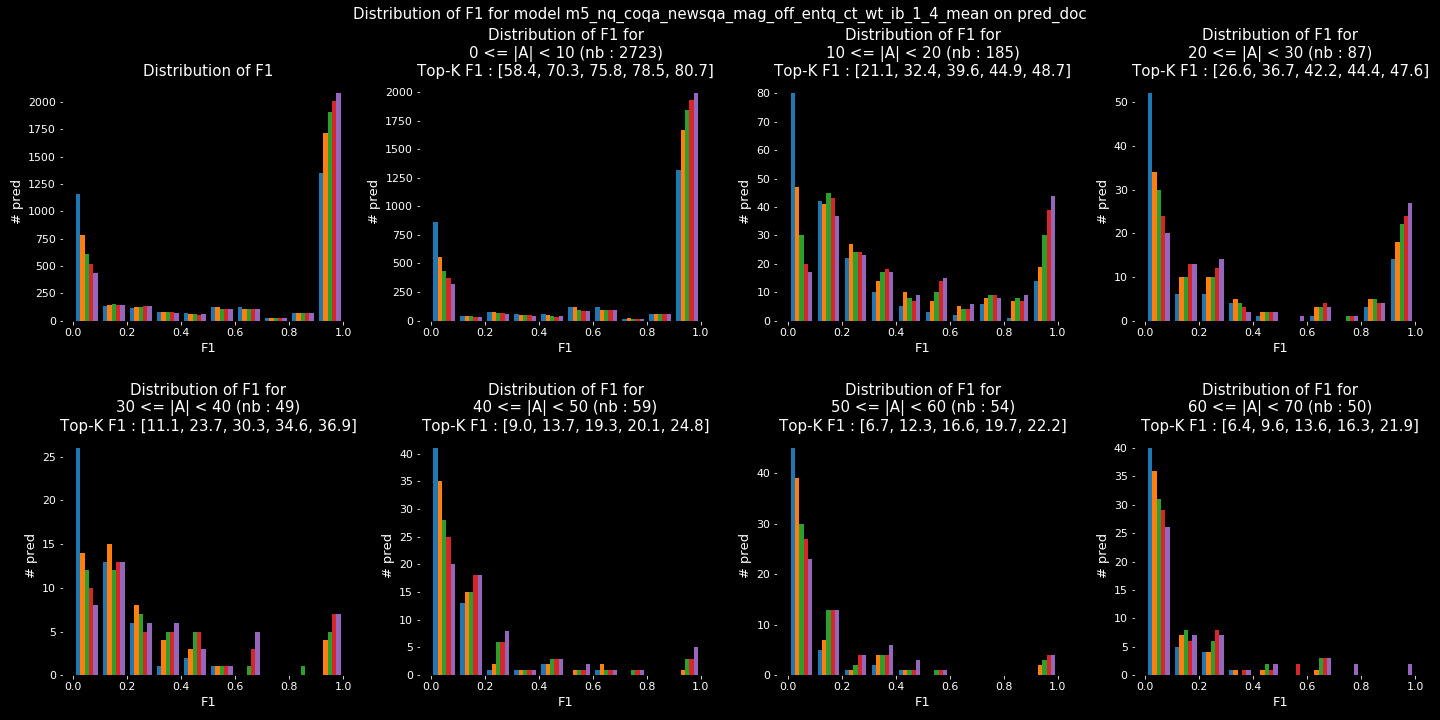 Distribution of F1 for model m5_nq_coqa_newsqa_mag_off_entq_ct_wt_ib_1_4_mean on pred_doc
Distribution of F1
2000
1750
1500
1250
1000
750
500
250
0
# pred
0.0 0.2 0.4 0.6 0.8 1.0
F1
Distribution of F1 for
0 <= |A| < 10 (nb : 2723)
Top-K F1 : [58.4, 70.3, 75.8, 78.5, 80.7]
2000
1750
1500
1250
1000
750
500
250
0
# pred
0.0 0.2 0.4 0.6 0.8 1.0
F1
Distribution of F1 for
10 <= |A| < 20 (nb : 185)
Top-K F1 : [21.1, 32.4, 39.6, 44.9, 48.7]
80
70
60
50
40
30
20
10
0
# pred
0.0 0.2 0.4 0.6 0.8 1.0
F1
Distribution of F1 for
20 <= |A| < 30 (nb : 87)
Top-K F1 : [26.6, 36.7, 42.2, 44.4, 47.6]
50
40
30
20
10
0
# pred
0.0 0.2 0.4 0.6 0.8 1.0
F1
Distribution of F1 for
30 <= |A| < 40 (nb : 49)
Top-K F1 : [11.1, 23.7, 30.3, 34.6, 36.9]
25
20
15
10
5
0
# pred
0.0 0.2 0.4 0.6 0.8 1.0
F1
Distribution of F1 for
40 <= |A| < 50 (nb : 59)
Top-K F1 : [9.0, 13.7, 19.3, 20.1, 24.8]
40
35
30
25
20
15
10
5
0
# pred
0.0 0.2 0.4 0.6 0.8 1.0
F1
Distribution of F1 for
50 <= |A| < 60 (nb : 54)
Top-K F1 : [6.7, 12.3, 16.6, 19.7, 22.2]
40
30
20
10
0
# pred
0.0 0.2 0.4 0.6 0.8 1.0
F1
Distribution of F1 for
60 <= |A| < 70 (nb : 50)
Top-K F1 : [6.4, 9.6, 13.6, 16.3, 21.9]
40
35
30
25
20
15
10
5
0
# pred
0.0 0.2 0.4 0.6 0.8 1.0
F1